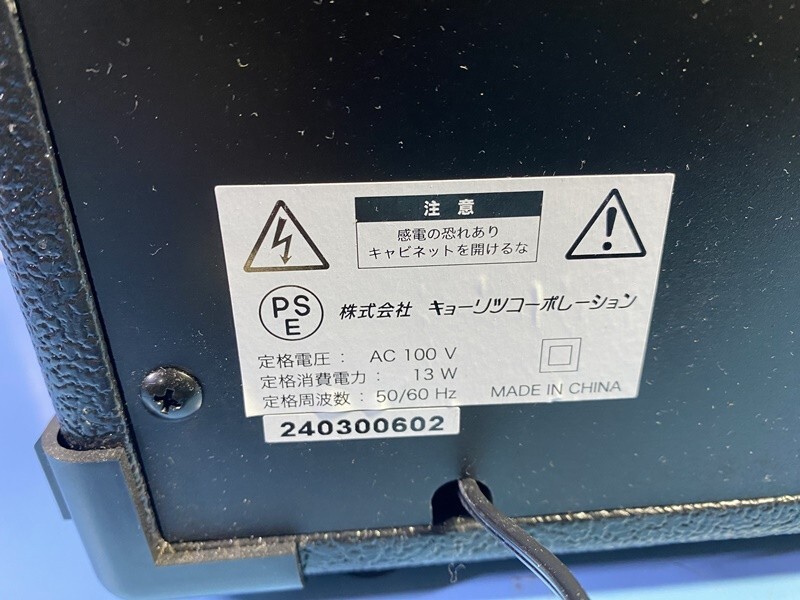 注意
感電の恐れあり
キャビネットを開けるな
PS
E
株式会社 キョーリツコーポレーション
定格電圧： AC 100 V
定格消費電力： 13 W
定格周波数： 50/60 Hz
MADE IN CHINA
240300602